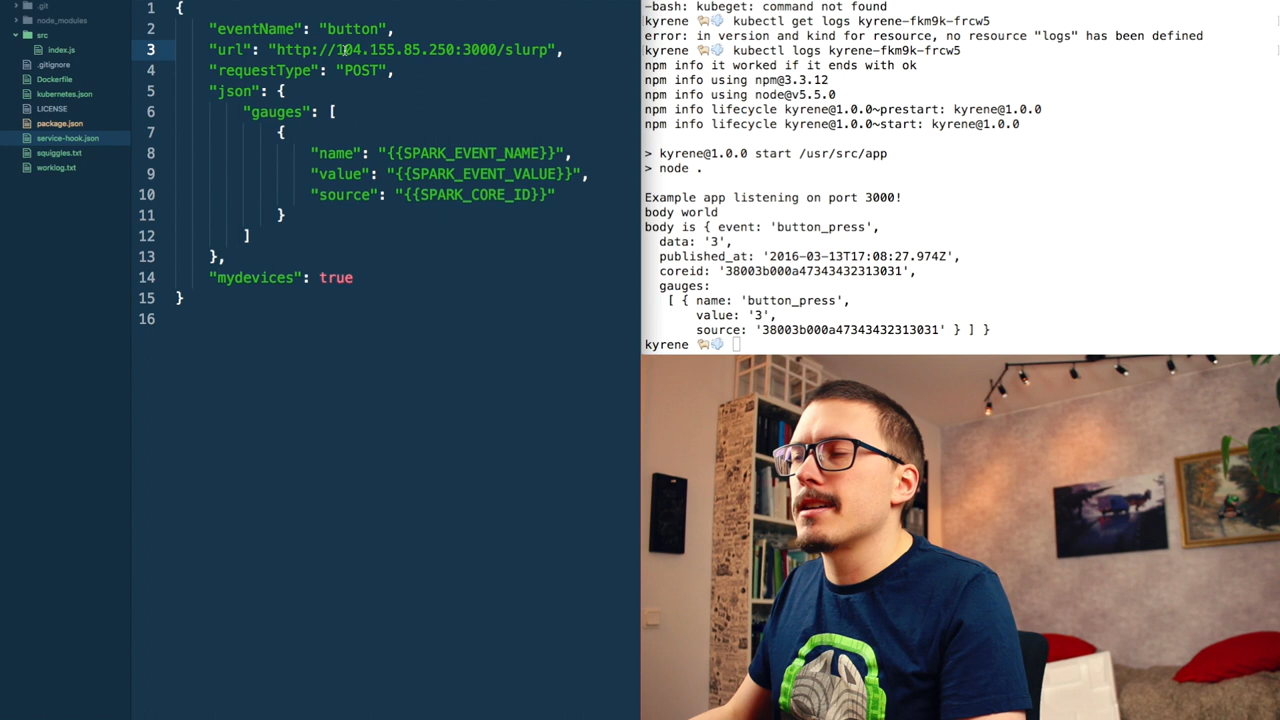 .git
node_modules
src
index.js
.gitignore
Dockerfile
kubernetes.json
LICENSE
package.json
service-hook.json
squiggles.txt
worklog.txt
1 {
2 "eventName": "button",
3 "url": "http://104.155.85.250:3000/slurp",
4 "requestType": "POST",
5 "json": {
6 "gauges": [
7 {
8 "name": "{{SPARK_EVENT_NAME}}",
9 "value": "{{SPARK_EVENT_VALUE}}",
10 "source": "{{SPARK_CORE_ID}}"
11 }
12 ]
13 },
14 "mydevices": true
15 }
16
-bash: kubeget: command not found
kyrene 🐑💨 kubectl get logs kyrene-fkm9k-frcw5
error: in version and kind for resource, no resource "logs" has been defined
kyrene 🐑💨 kubectl logs kyrene-fkm9k-frcw5
npm info it worked if it ends with ok
npm info using npm@3.3.12
npm info using node@v5.5.0
npm info lifecycle kyrene@1.0.0~prestart: kyrene@1.0.0
npm info lifecycle kyrene@1.0.0~start: kyrene@1.0.0
> kyrene@1.0.0 start /usr/src/app
> node .
Example app listening on port 3000!
body world
body is { event: 'button_press',
data: '3',
published_at: '2016-03-13T17:08:27.974Z',
coreid: '38003b000a47343432313031',
gauges:
[ { name: 'button_press',
value: '3',
source: '38003b000a47343432313031' } ] }
kyrene 🐑💨